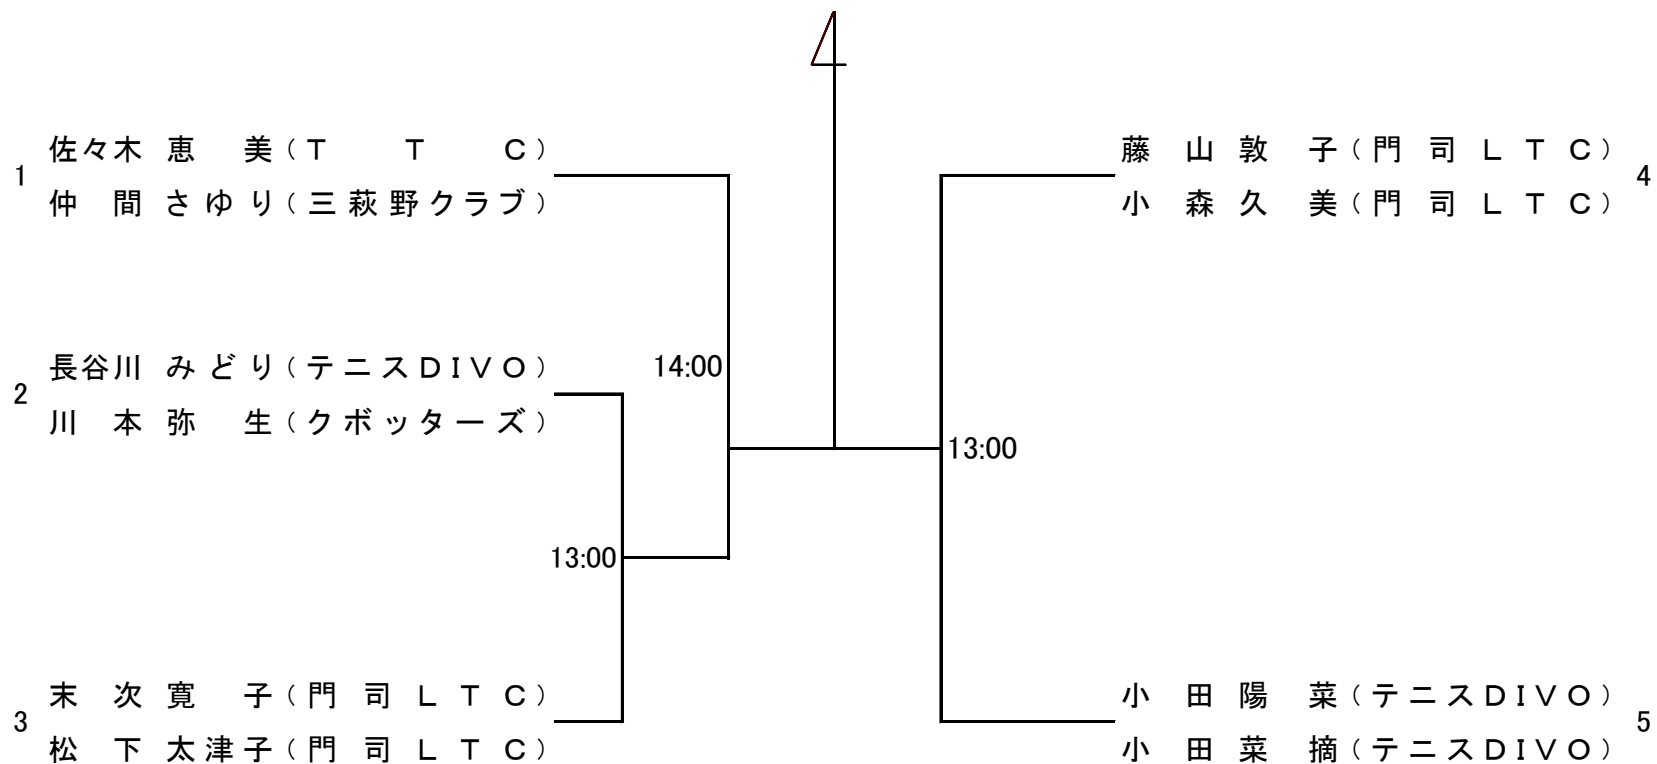 1
佐々木 恵 美(T T C)
仲 間 さゆり(三萩野クラブ)
2
長谷川 みどり(テニスDIVO)
川 本 弥 生(クボッターズ)
14:00
13:00
3
末 次 寛 子(門 司 L T C)
松 下 太津子(門 司 L T C)
藤 山 敦 子(門 司 L T C)
小 森 久 美(門 司 L T C)
4
13:00
小 田 陽 菜(テニスDIVO)
小 田 菜 摘(テニスDIVO)
5